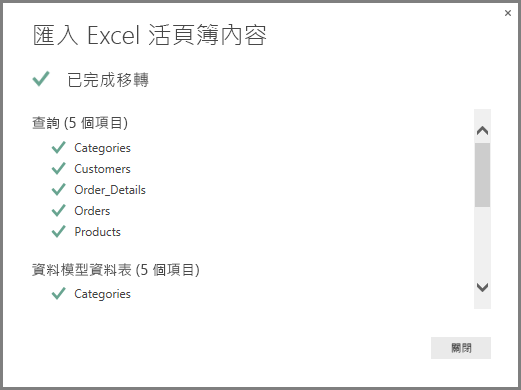 匯入 Excel 活頁簿內容
已完成移轉
查詢 (5 個項目)
Categories
Customers
Order_Details
Orders
Products
資料模型資料表 (5 個項目)
Categories
關閉